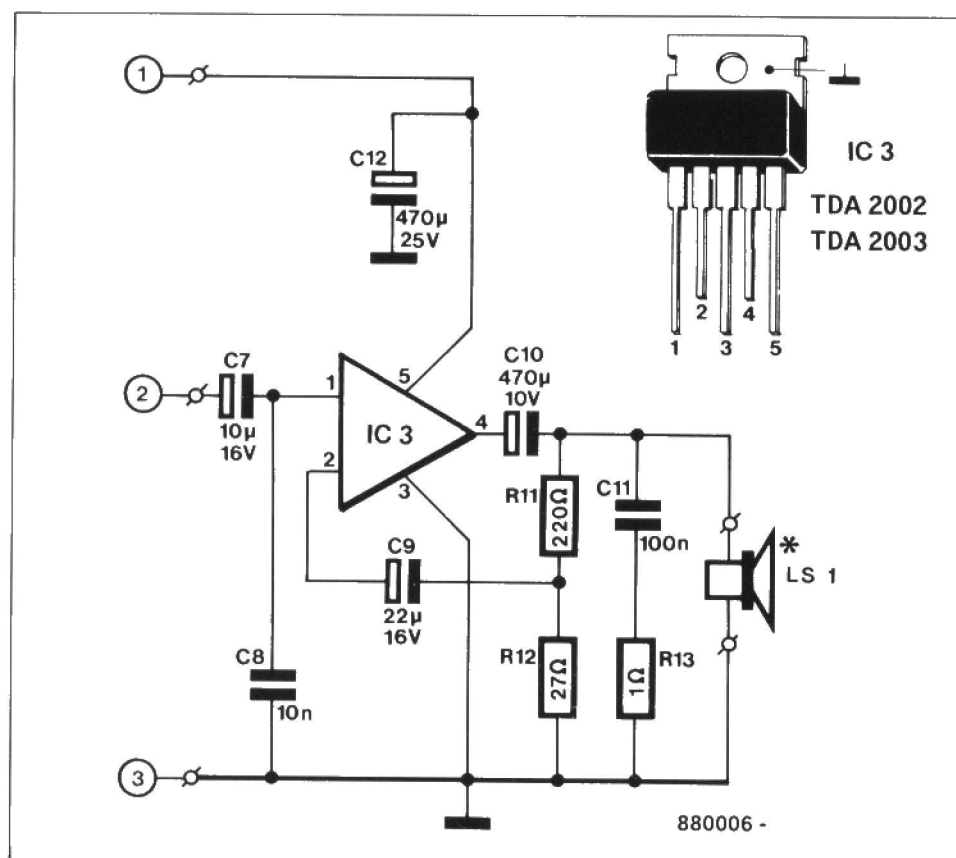 1
C12
470µ
25V
IC 3
TDA 2002
TDA 2003
1
2
3
4
5
2
C7
10µ
16V
1
2
5
IC 3
3
4
C10
470µ
10V
R11
220Ω
C11
100n
*
LS 1
C9
22µ
16V
R12
27Ω
R13
1Ω
C8
10n
3
880006 -